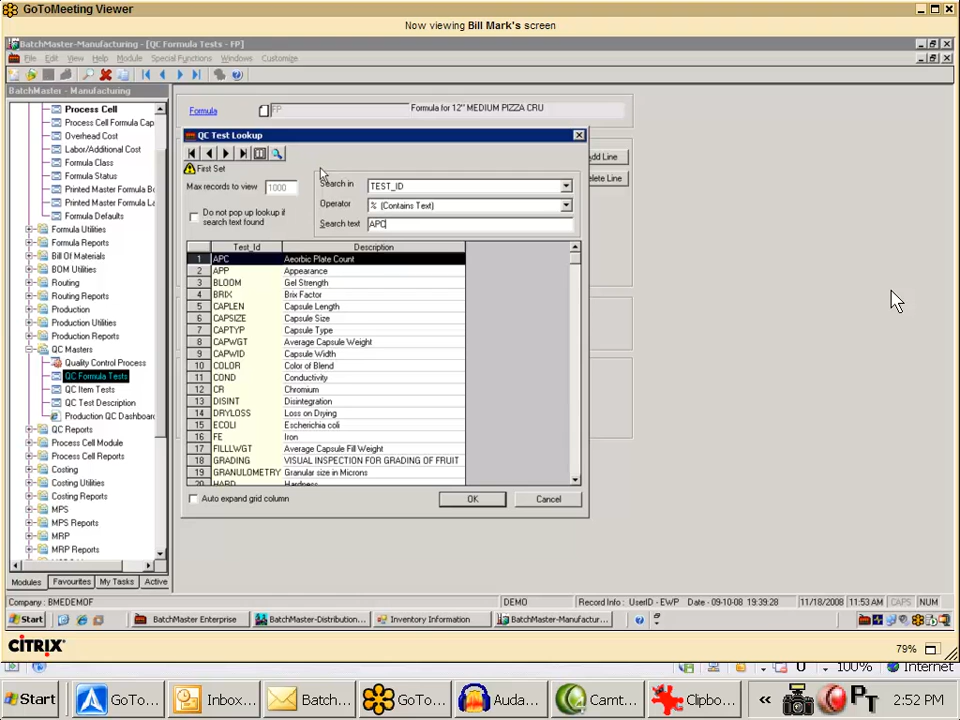 GoToMeeting Viewer
Now viewing Bill Mark's screen
BatchMaster-Manufacturing - [QC Formula Tests - FP]
File Edit View Help Module Special Functions Windows Customize
BatchMaster - Manufacturing
Process Cell
Process Cell Formula Cap
Overhead Cost
Labor/Additional Cost
Formula Class
Formula Status
Printed Master Formula Ba
Printed Master Formula La
Formula Defaults
Formula Utilities
Formula Reports
Bill Of Materials
BOM Utilities
Routing
Routing Reports
Production
Production Utilities
Production Reports
QC Masters
Quality Control Process
QC Formula Tests
QC Item Tests
QC Test Description
Production QC Dashboar
QC Reports
Process Cell Module
Process Cell Reports
Costing
Costing Utilities
Costing Reports
MPS
MPS Reports
MRP
MRP Reports
Modules Favourites My Tasks Active
Formula FP Formula for 12" MEDIUM PIZZA CRU
Add Line
Delete Line
QC Test Lookup
First Set
Max records to view 1000
Do not pop up lookup if
search text found
Search in TEST_ID
Operator % (Contains Text)
Search text APC
Test_Id Description
1 APC Aeorbic Plate Count
2 APP Appearance
3 BLOOM Gel Strength
4 BRIX Brix Factor
5 CAPLEN Capsule Length
6 CAPSIZE Capsule Size
7 CAPTYP Capsule Type
8 CAPWGT Average Capsule Weight
9 CAPWID Capsule Width
10 COLOR Color of Blend
11 COND Conductivity
12 CR Chromium
13 DISINT Disintegration
14 DRYLOSS Loss on Drying
15 ECOLI Escherichia coli
16 FE Iron
17 FILLWGT Average Capsule Fill Weight
18 GRADING VISUAL INSPECTION FOR GRADING OF FRUIT
19 GRANULOMETRY Granular size in Microns
20 HARD Hardness
Auto expand grid column
OK Cancel
Company : BMEDEMOF DEMO Record Info : UserID - EWP Date - 09-10-08 19:39:28 11/18/2008 11:53 AM CAPS NUM
Start BatchMaster Enterprise BatchMaster-Distribution... Inventory Information BatchMaster-Manufactur...
CITRIX 79%
U 100% Internet
Start GoTo... Inbox... Batch... GoTo... Auda... Camt... Clipbo... « PT 2:52 PM